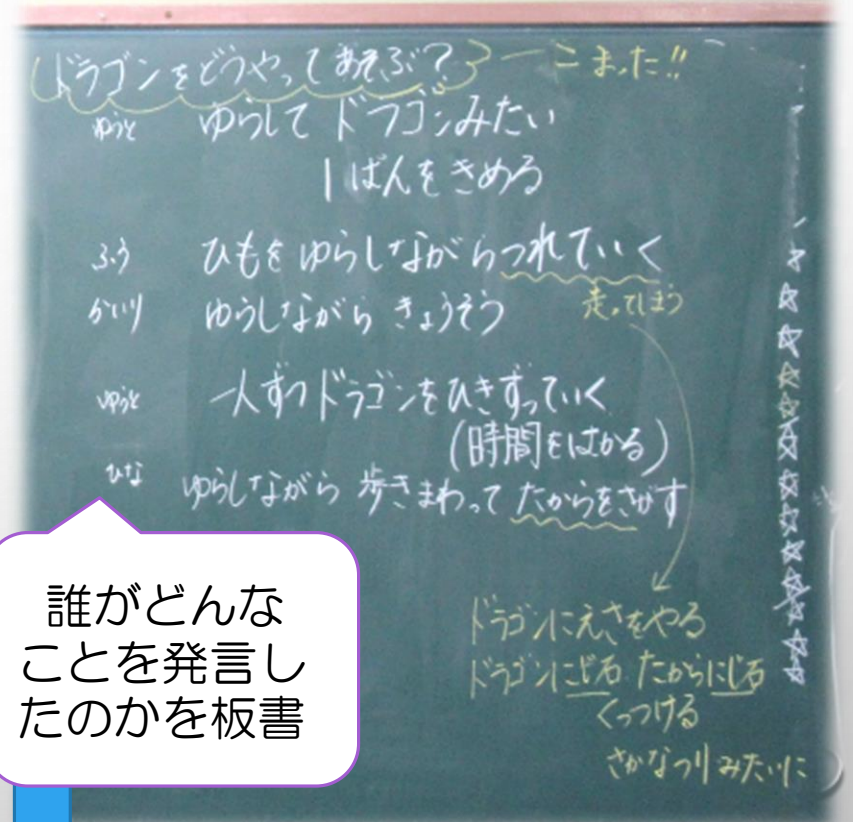 ドラゴンをどうやってあそぶ? ーこまった!!
ゆうと ゆらして ドラゴンみたい
1ばんをきめる
ふう ひもをゆらしながらつれていく
かいり ゆらしながら きょうそう 走ってしまう
ゆうと 一人ずつドラゴンをひきずっていく
(時間をはかる)
ひな ゆらしながら 歩きまわって たからをさがす
ドラゴンにえさをやる
ドラゴンにじ石 たからにじ石
くっつける
さかなつりみたいに
誰がどんな
ことを発言し
たのかを板書